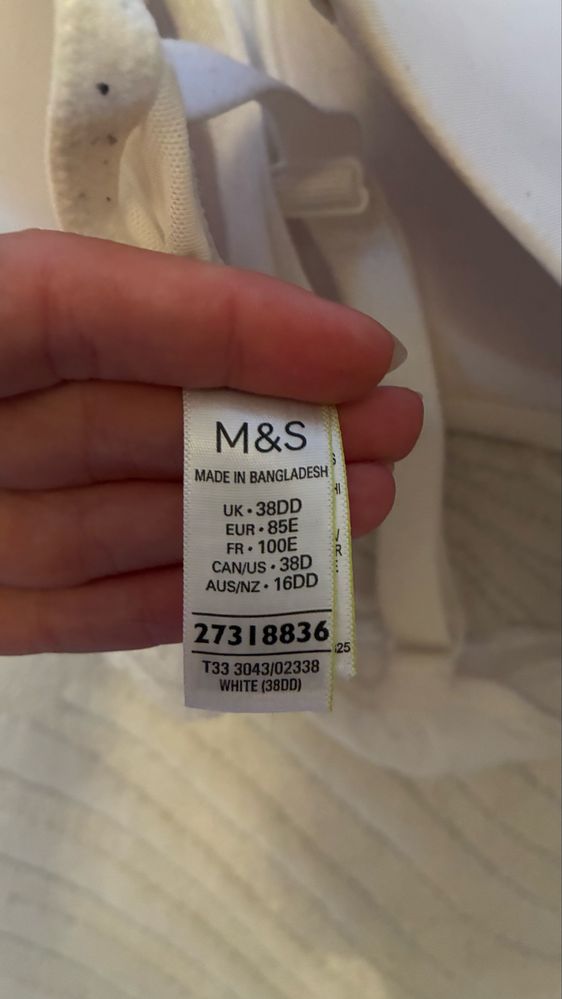 M&S
MADE IN BANGLADESH
UK • 38DD
EUR • 85E
FR • 100E
CAN/US • 38D
AUS/NZ • 16DD
27318836
T33 3043/02338
WHITE (38DD)